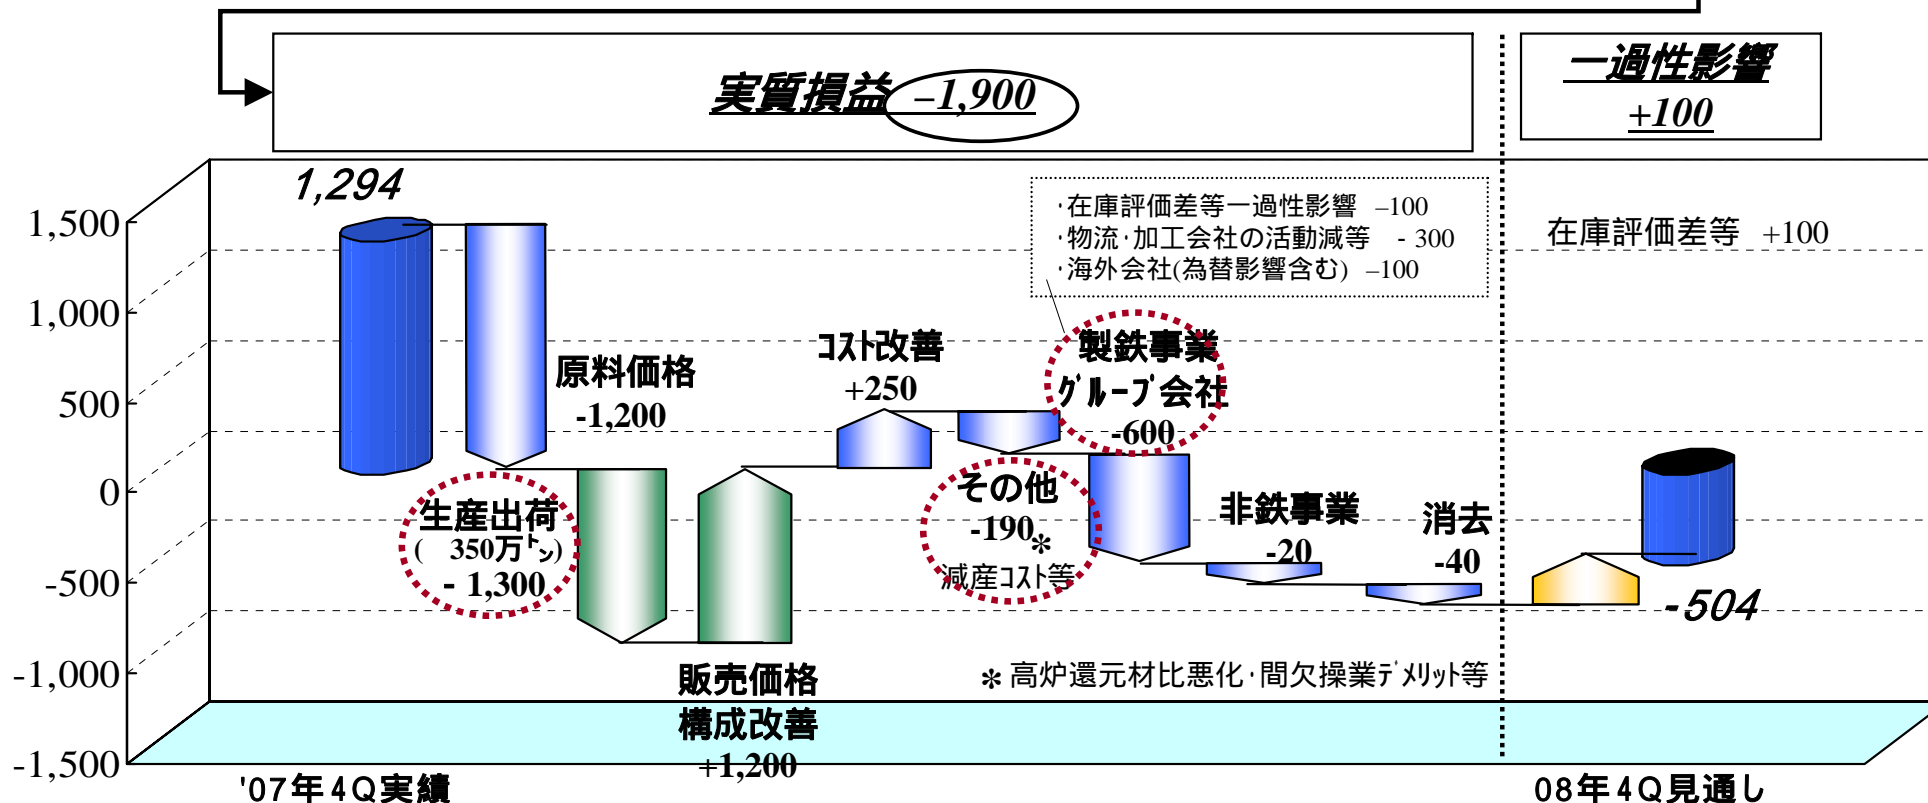 実質損益 –1,900
一過性影響
+100
1,294
･在庫評価差等一過性影響 –100
･物流･加工会社の活動減等 - 300
･海外会社(為替影響含む) –100
在庫評価差等 +100
1,500
1,000
500
0
-500
-1,000
-1,500
原料価格
-1,200
生産出荷
( 350万㌧)
- 1,300
販売価格
構成改善
+1,200
ｺｽﾄ改善
+250
その他
-190*
減産ｺｽﾄ等
製鉄事業
ｸﾞﾙｰﾌﾟ会社
-600
非鉄事業
-20
消去
-40
-504
* 高炉還元材比悪化･間欠操業ﾃﾞﾒﾘｯﾄ等
'07年4Q実績
08年4Q見通し